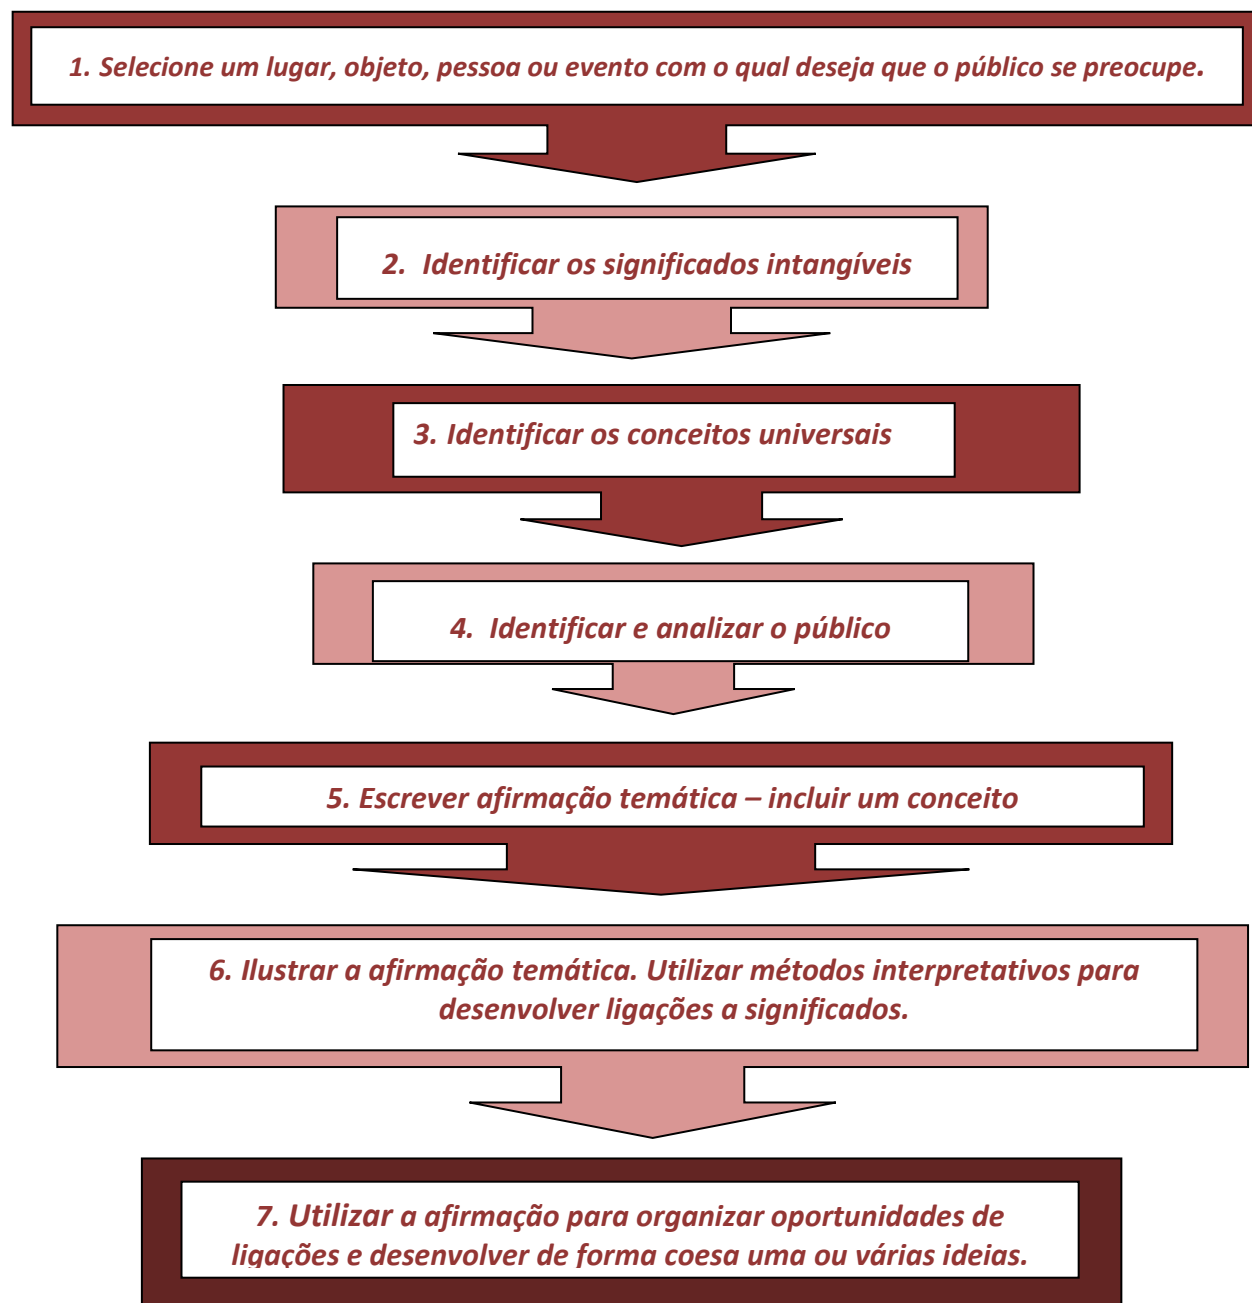 1. Selecione um lugar, objeto, pessoa ou evento com o qual deseja que o público se preocupe.
2. Identificar os significados intangíveis
3. Identificar os conceitos universais
4. Identificar e analizar o público
5. Escrever afirmação temática – incluir um conceito
6. Ilustrar a afirmação temática. Utilizar métodos interpretativos para
desenvolver ligações a significados.
7. Utilizar a afirmação para organizar oportunidades de
ligações e desenvolver de forma coesa uma ou várias ideias.